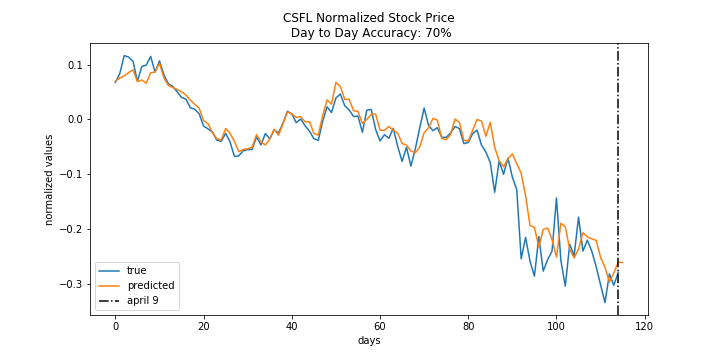 CSFL Normalized Stock Price
Day to Day Accuracy: 70%
0.1
0.0
−0.1
−0.2
−0.3
normalized values
true
predicted
april 9
0 20 40 60 80 100 120
days